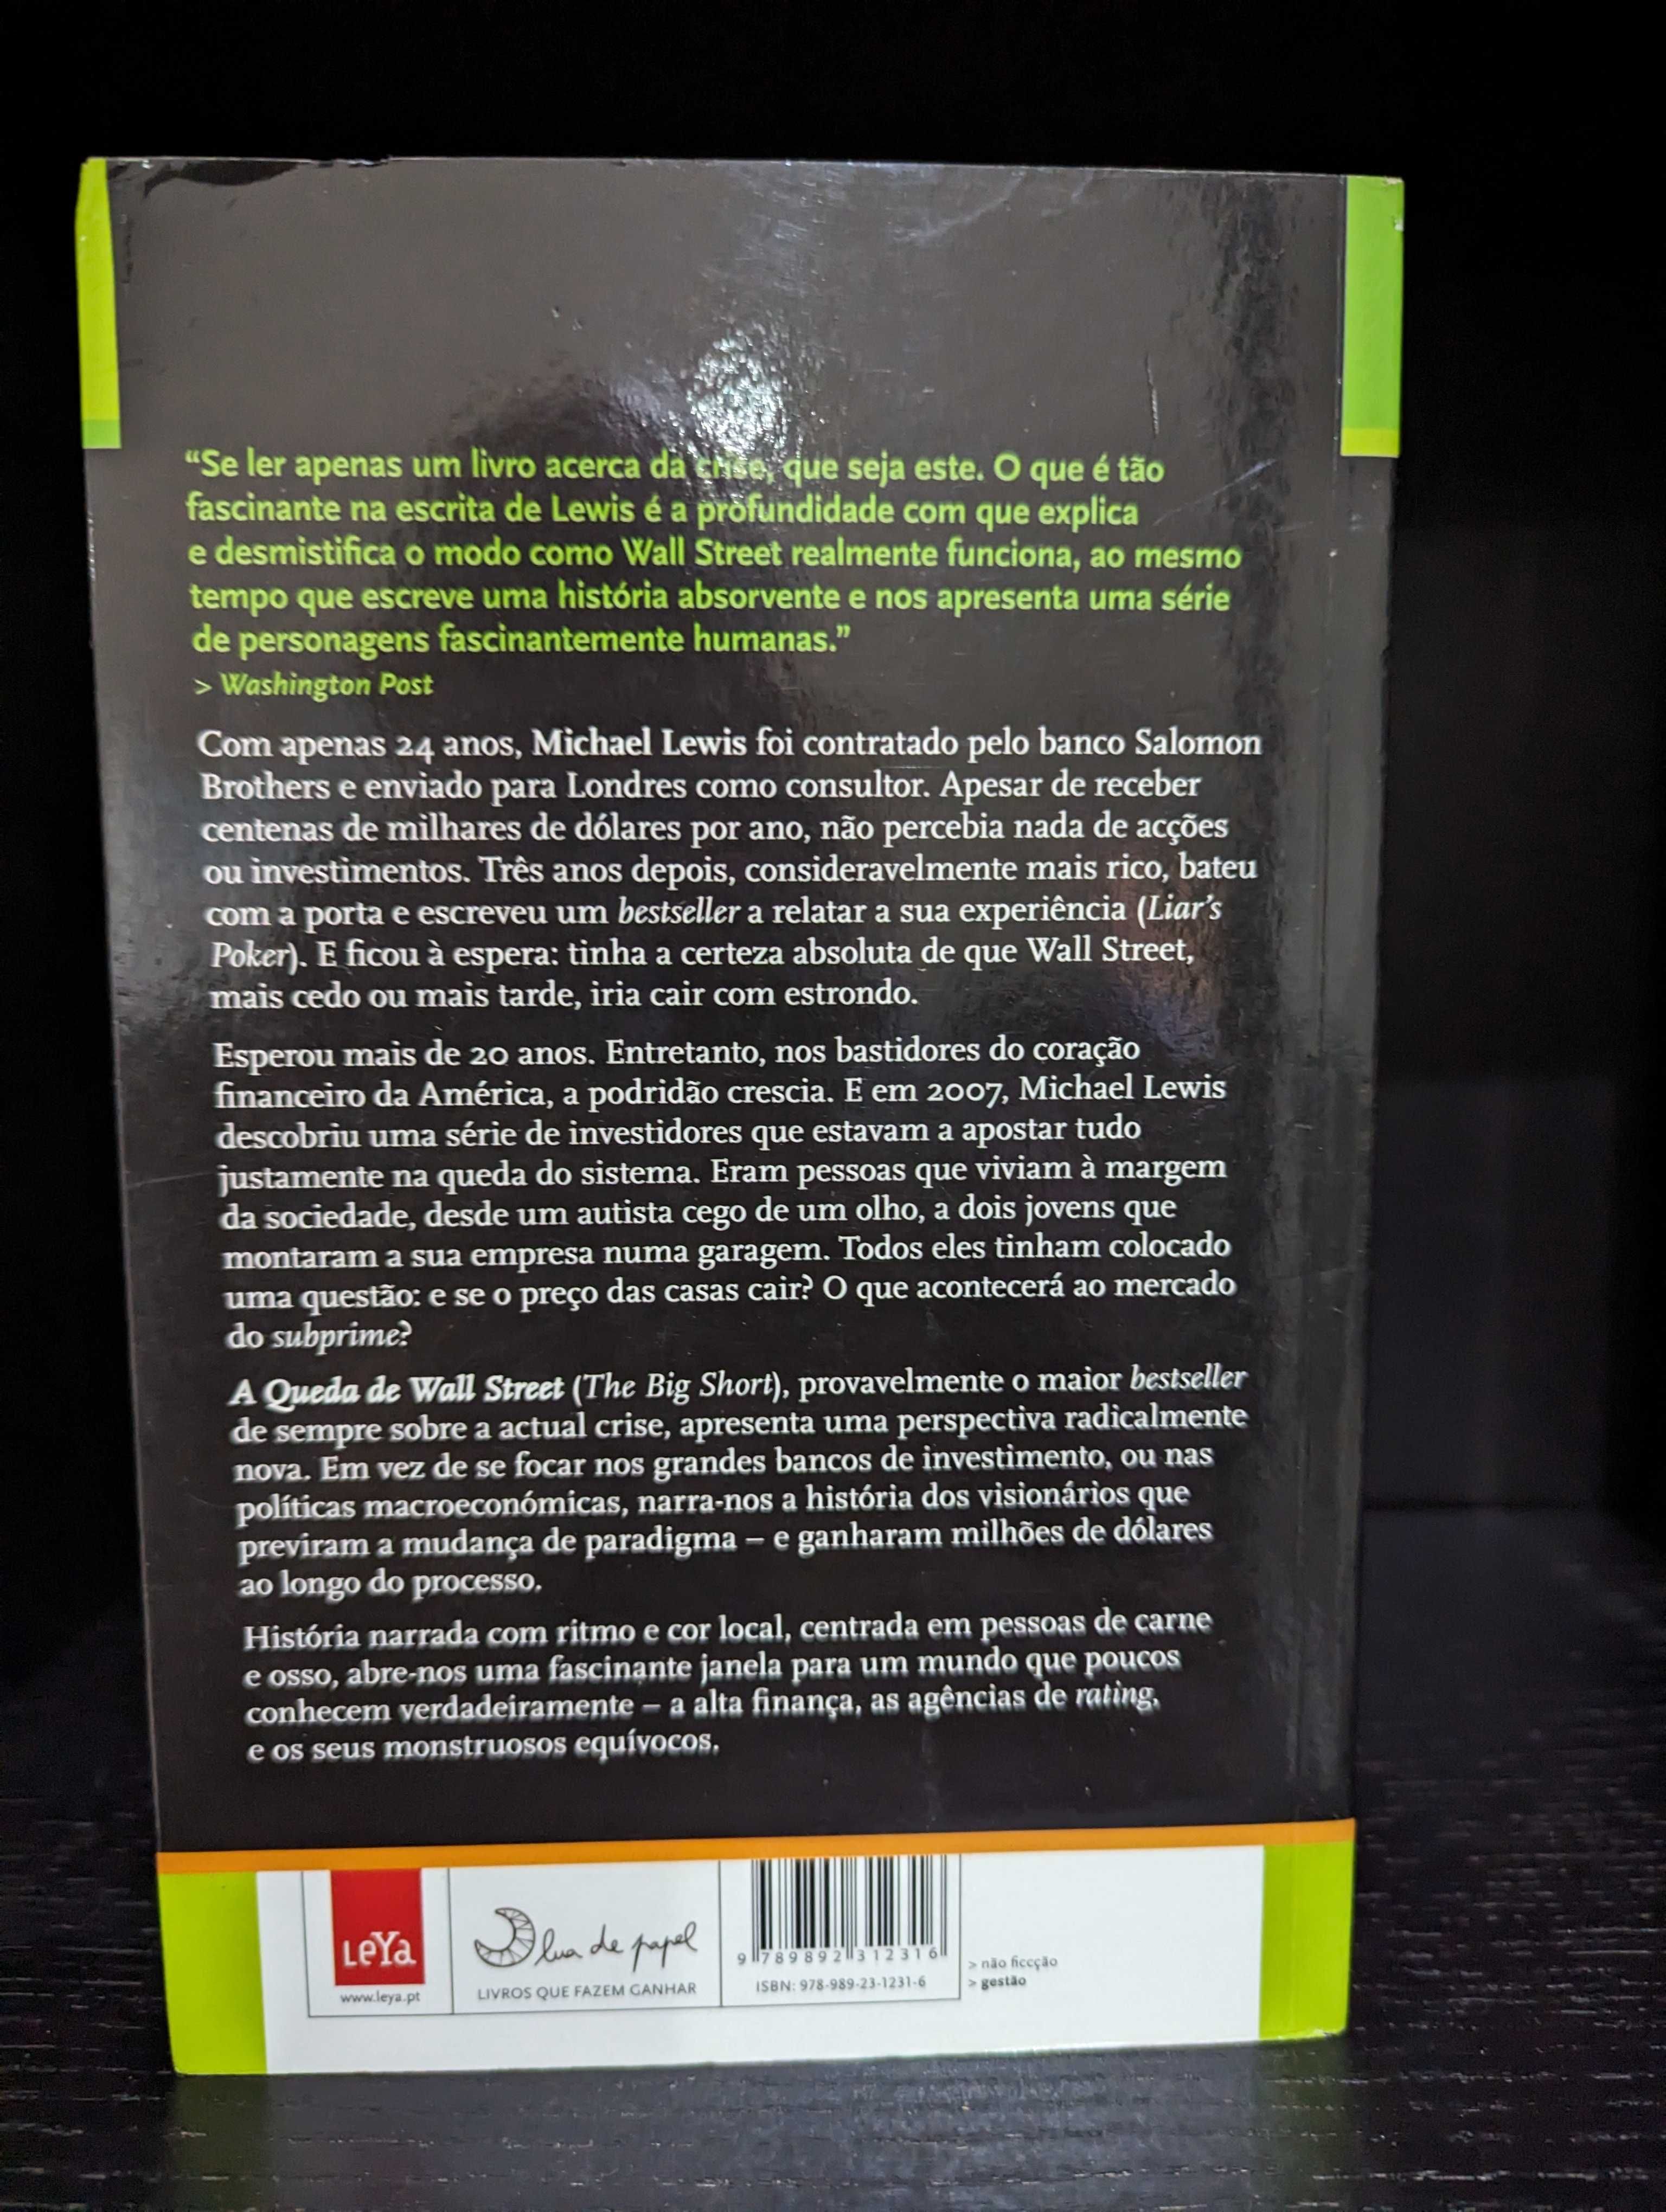 “Se ler apenas um livro acerca da crise, que seja este. O que é tão
fascinante na escrita de Lewis é a profundidade com que explica
e desmistifica o modo como Wall Street realmente funciona, ao mesmo
tempo que escreve uma história absorvente e nos apresenta uma série
de personagens fascinantemente humanas.”
> Washington Post
Com apenas 24 anos, Michael Lewis foi contratado pelo banco Salomon
Brothers e enviado para Londres como consultor. Apesar de receber
centenas de milhares de dólares por ano, não percebia nada de acções
ou investimentos. Três anos depois, consideravelmente mais rico, bateu
com a porta e escreveu um bestseller a relatar a sua experiência (Liar’s
Poker). E ficou à espera: tinha a certeza absoluta de que Wall Street,
mais cedo ou mais tarde, iria cair com estrondo.
Esperou mais de 20 anos. Entretanto, nos bastidores do coração
financeiro da América, a podridão crescia. E em 2007, Michael Lewis
descobriu uma série de investidores que estavam a apostar tudo
justamente na queda do sistema. Eram pessoas que viviam à margem
da sociedade, desde um autista cego de um olho, a dois jovens que
montaram a sua empresa numa garagem. Todos eles tinham colocado
uma questão: e se o preço das casas cair? O que acontecerá ao mercado
do subprime?
A Queda de Wall Street (The Big Short), provavelmente o maior bestseller
de sempre sobre a actual crise, apresenta uma perspectiva radicalmente
nova. Em vez de se focar nos grandes bancos de investimento, ou nas
políticas macroeconómicas, narra-nos a história dos visionários que
previram a mudança de paradigma – e ganharam milhões de dólares
ao longo do processo.
História narrada com ritmo e cor local, centrada em pessoas de carne
e osso, abre-nos uma fascinante janela para um mundo que poucos
conhecem verdadeiramente – a alta finança, as agências de rating,
e os seus monstruosos equívocos.
LEYa
www.leya.pt
lua de papel
LIVROS QUE FAZEM GANHAR
9 789892 312316
ISBN: 978-989-23-1231-6
> não ficcção
> gestão